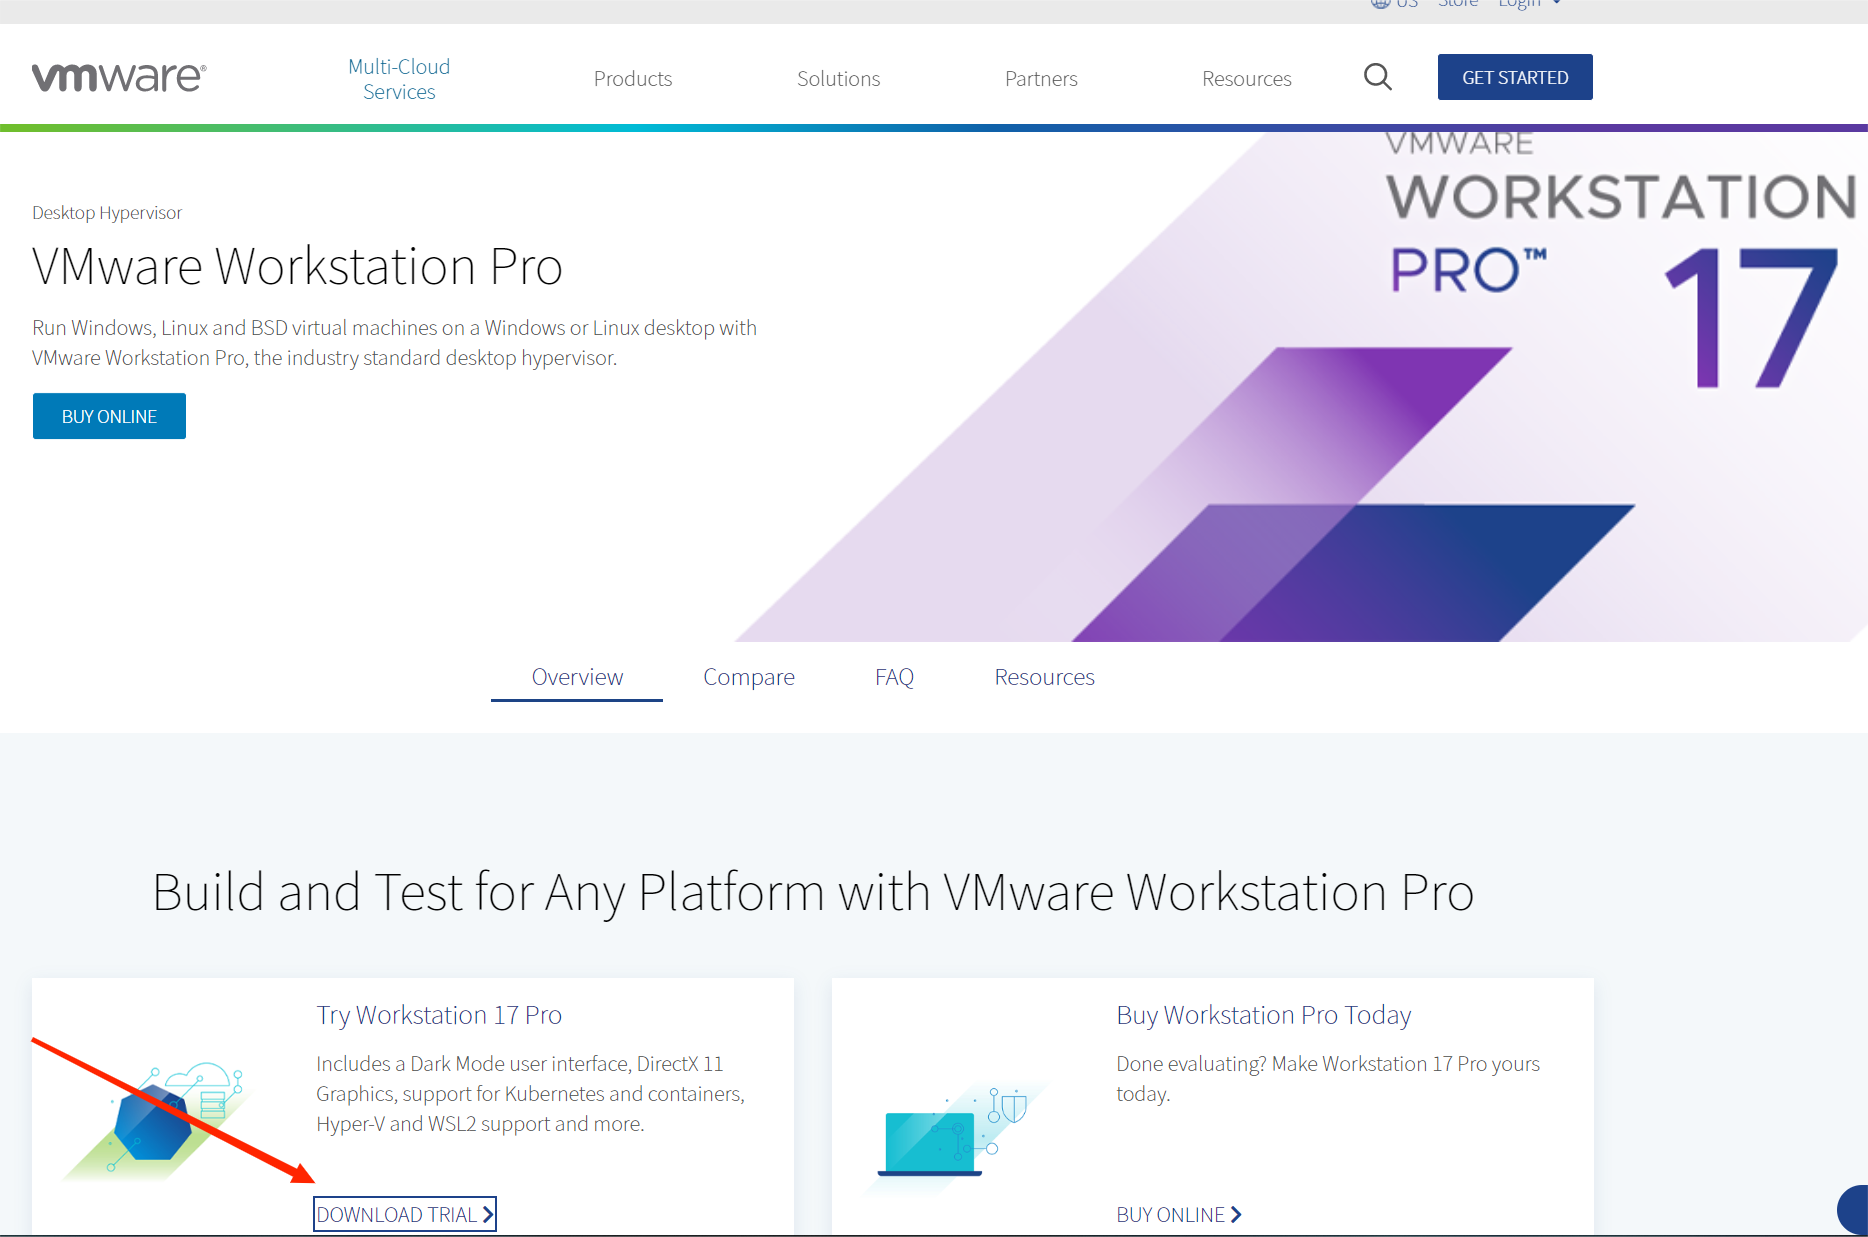 US Store Login
vmware®
Multi-Cloud
Services
Products
Solutions
Partners
Resources
GET STARTED
VMWARE
WORKSTATION
PRO™ 17
Desktop Hypervisor
VMware Workstation Pro
Run Windows, Linux and BSD virtual machines on a Windows or Linux desktop with
VMware Workstation Pro, the industry standard desktop hypervisor.
BUY ONLINE
Overview
Compare
FAQ
Resources
Build and Test for Any Platform with VMware Workstation Pro
Try Workstation 17 Pro
Includes a Dark Mode user interface, DirectX 11
Graphics, support for Kubernetes and containers,
Hyper-V and WSL2 support and more.
DOWNLOAD TRIAL
Buy Workstation Pro Today
Done evaluating? Make Workstation 17 Pro yours
today.
BUY ONLINE